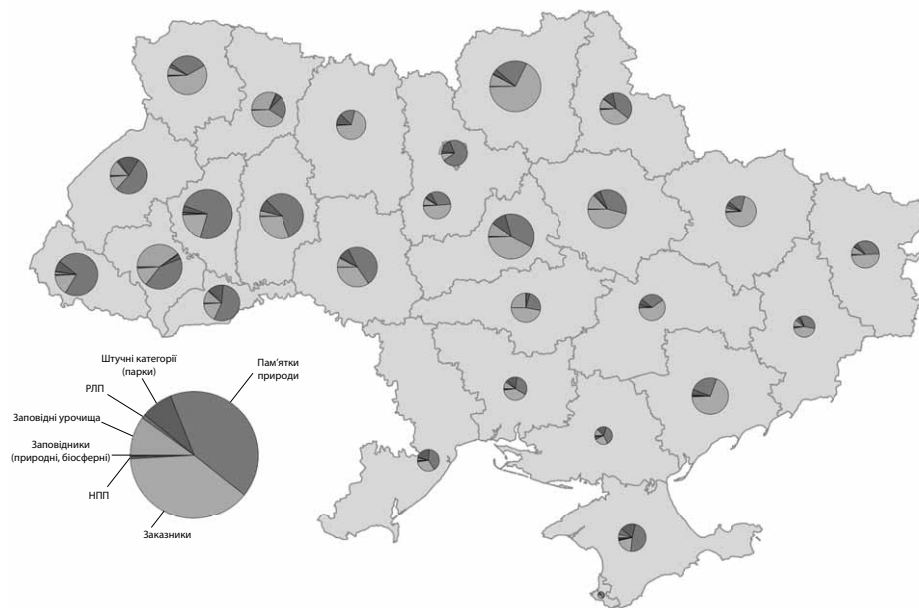 Штучні категорії
(парки)
Пам'ятки
природи
РЛП
Заповідні урочища
Заповідники
(природні, біосферні)
НПП
Заказники